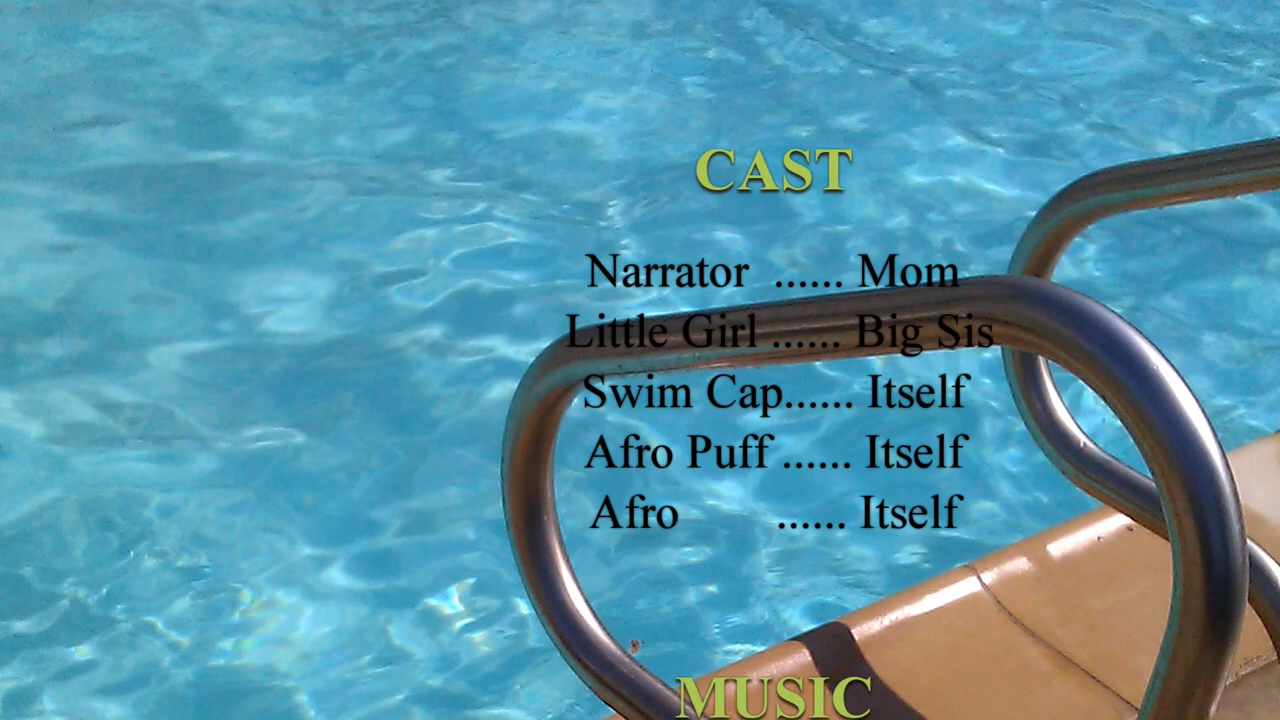 CAST
Narrator ...... Mom
Little Girl ...... Big Sis
Swim Cap...... Itself
Afro Puff ...... Itself
Afro ...... Itself
MUSIC